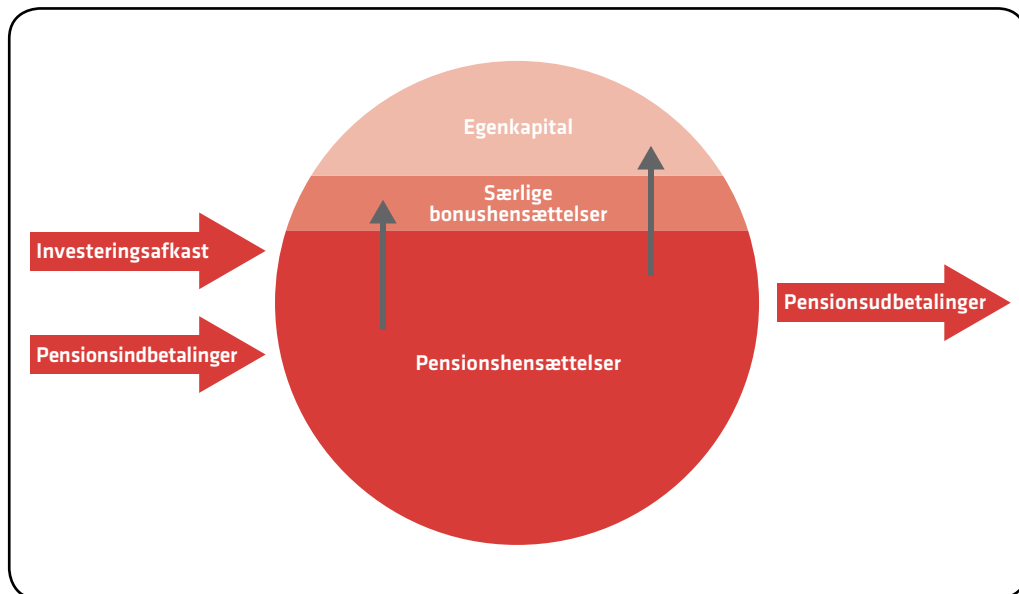 Egenkapital
Særlige
bonushensættelser
Investeringsafkast
Pensionsindbetalinger
Pensionshensættelser
Pensionsudbetalinger